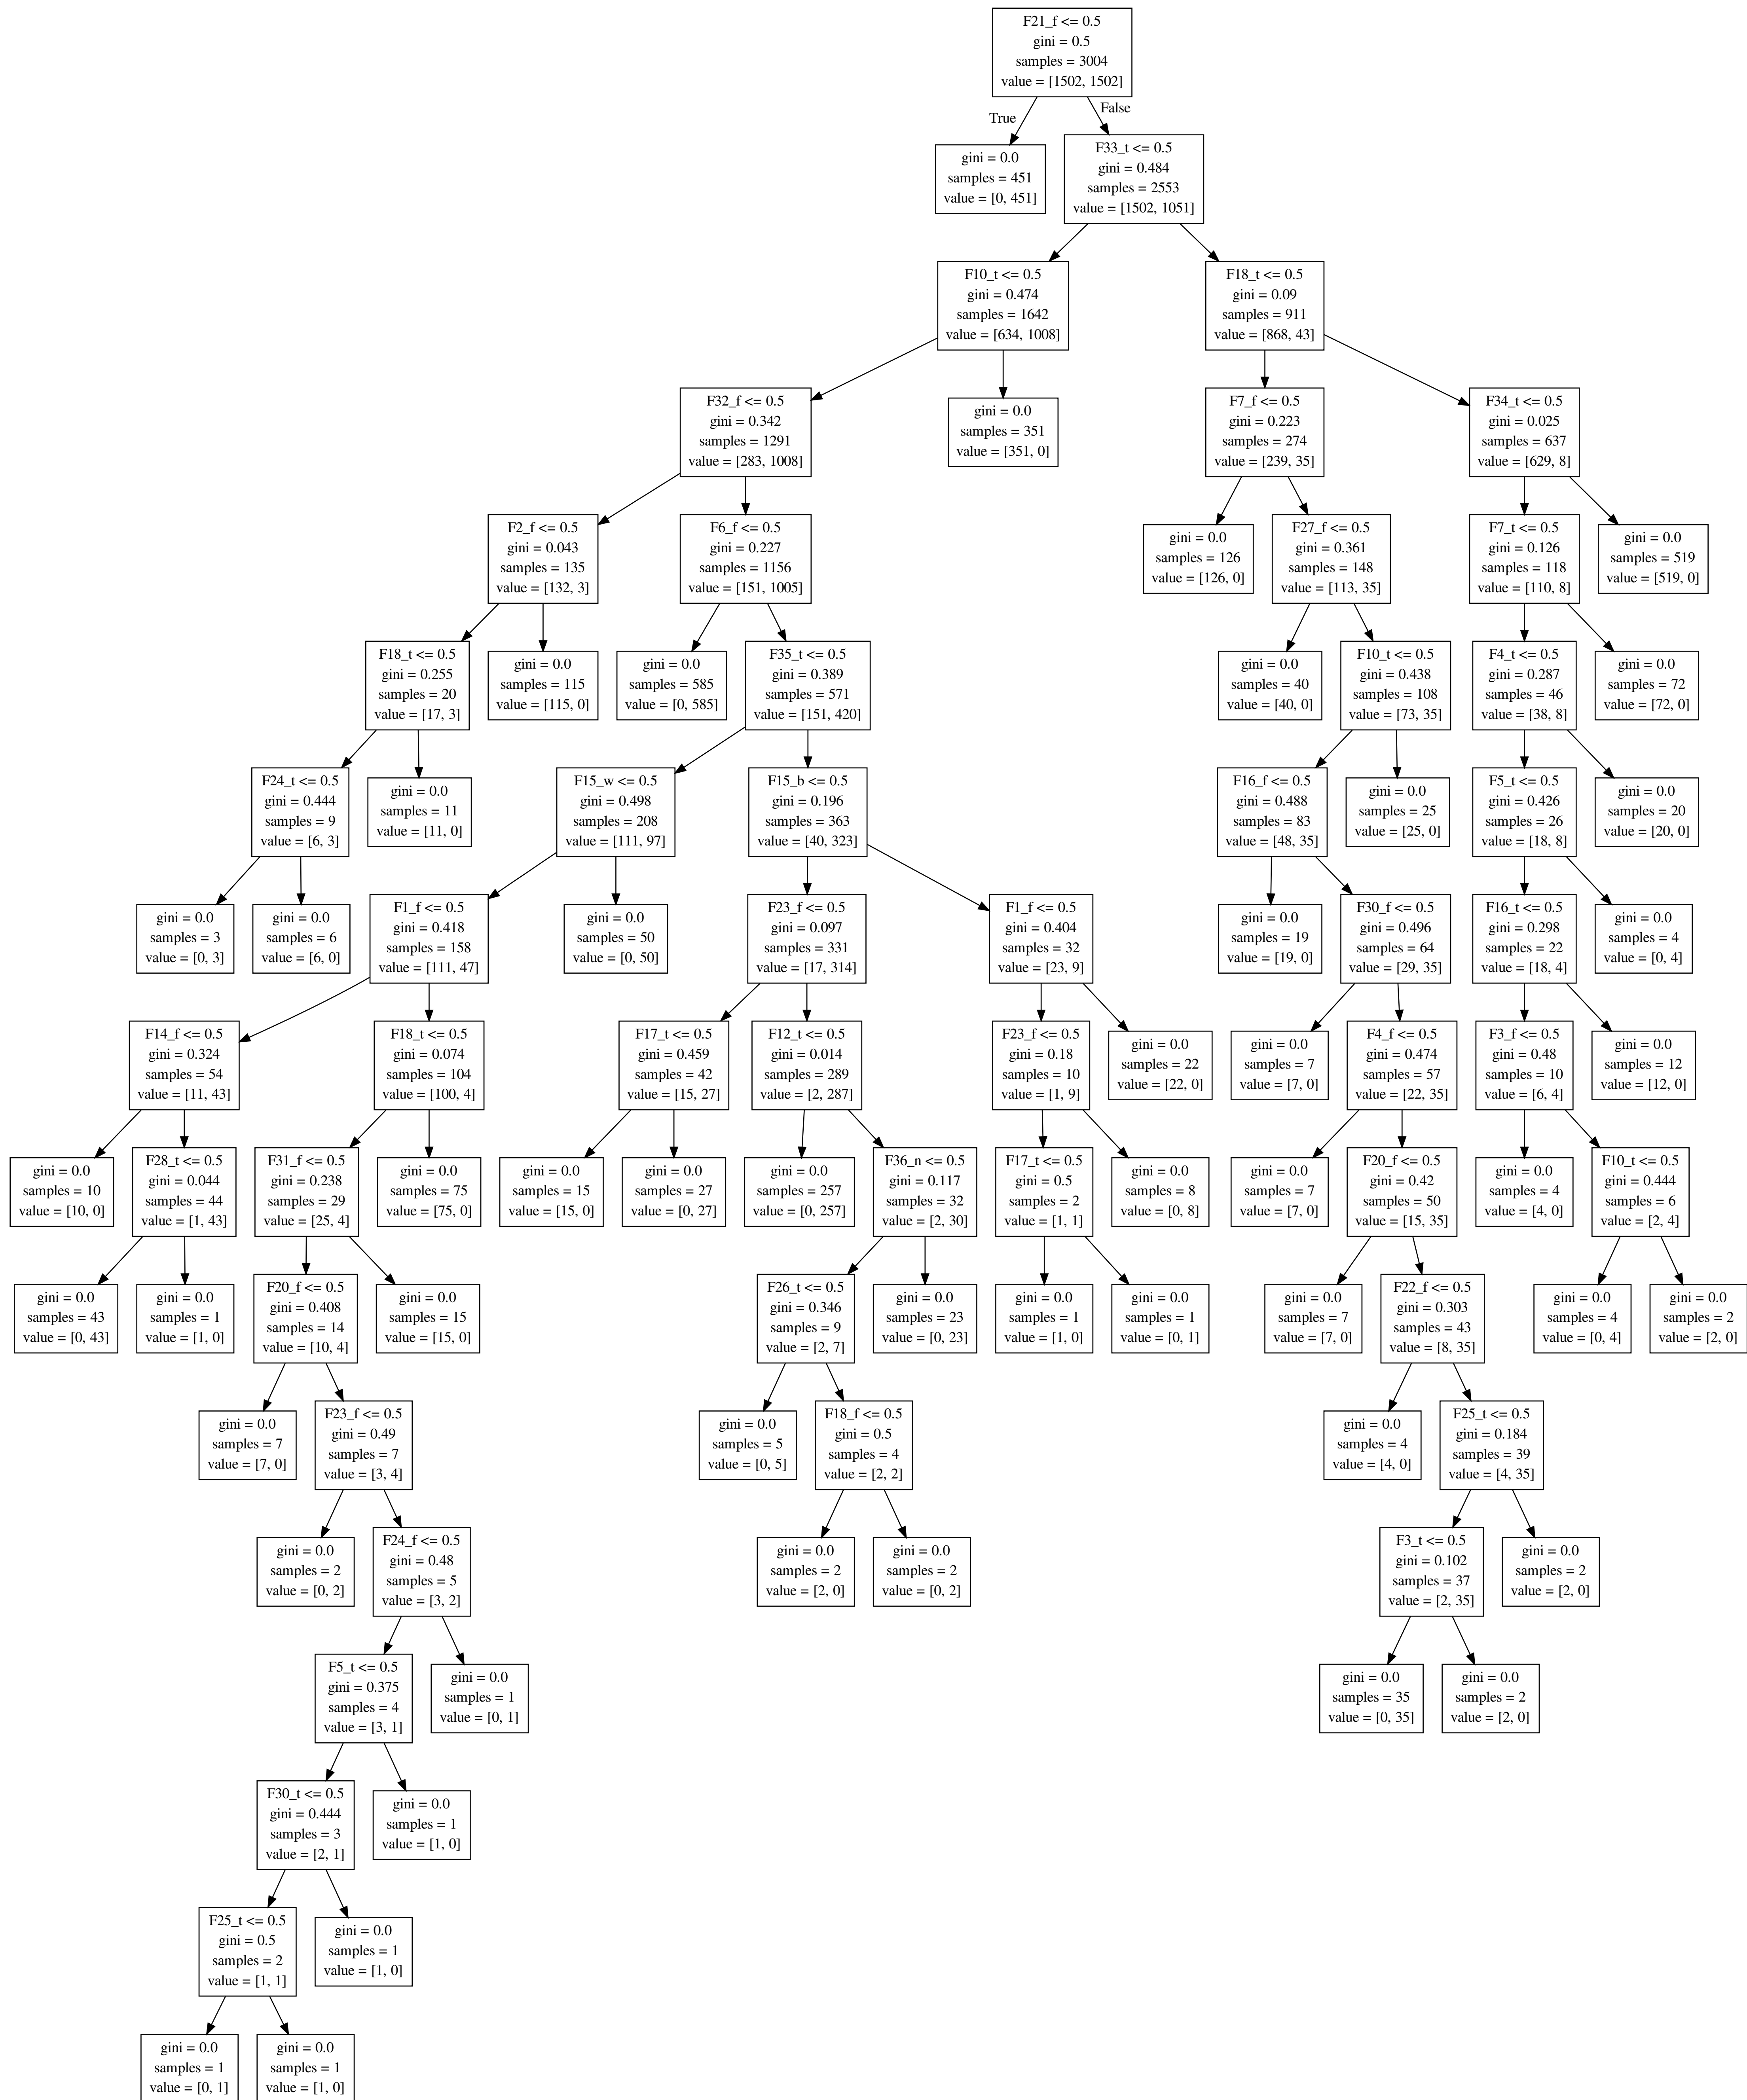 F21_f <= 0.5
gini = 0.5
samples = 3004
value = [1502, 1502]
True
False
gini = 0.0
samples = 451
value = [0, 451]
F33_t <= 0.5
gini = 0.484
samples = 2553
value = [1502, 1051]
F10_t <= 0.5
gini = 0.474
samples = 1642
value = [634, 1008]
F18_t <= 0.5
gini = 0.09
samples = 911
value = [868, 43]
F32_f <= 0.5
gini = 0.342
samples = 1291
value = [283, 1008]
gini = 0.0
samples = 351
value = [351, 0]
F7_f <= 0.5
gini = 0.223
samples = 274
value = [239, 35]
F34_t <= 0.5
gini = 0.025
samples = 637
value = [629, 8]
F2_f <= 0.5
gini = 0.043
samples = 135
value = [132, 3]
F6_f <= 0.5
gini = 0.227
samples = 1156
value = [151, 1005]
gini = 0.0
samples = 126
value = [126, 0]
F27_f <= 0.5
gini = 0.361
samples = 148
value = [113, 35]
F7_t <= 0.5
gini = 0.126
samples = 118
value = [110, 8]
gini = 0.0
samples = 519
value = [519, 0]
F18_t <= 0.5
gini = 0.255
samples = 20
value = [17, 3]
gini = 0.0
samples = 115
value = [115, 0]
gini = 0.0
samples = 585
value = [0, 585]
F35_t <= 0.5
gini = 0.389
samples = 571
value = [151, 420]
gini = 0.0
samples = 40
value = [40, 0]
F10_t <= 0.5
gini = 0.438
samples = 108
value = [73, 35]
F4_t <= 0.5
gini = 0.287
samples = 46
value = [38, 8]
gini = 0.0
samples = 72
value = [72, 0]
F24_t <= 0.5
gini = 0.444
samples = 9
value = [6, 3]
gini = 0.0
samples = 11
value = [11, 0]
F15_w <= 0.5
gini = 0.498
samples = 208
value = [111, 97]
F15_b <= 0.5
gini = 0.196
samples = 363
value = [40, 323]
F16_f <= 0.5
gini = 0.488
samples = 83
value = [48, 35]
gini = 0.0
samples = 25
value = [25, 0]
F5_t <= 0.5
gini = 0.426
samples = 26
value = [18, 8]
gini = 0.0
samples = 20
value = [20, 0]
gini = 0.0
samples = 3
value = [0, 3]
gini = 0.0
samples = 6
value = [6, 0]
F1_f <= 0.5
gini = 0.418
samples = 158
value = [111, 47]
gini = 0.0
samples = 50
value = [0, 50]
F23_f <= 0.5
gini = 0.097
samples = 331
value = [17, 314]
F1_f <= 0.5
gini = 0.404
samples = 32
value = [23, 9]
gini = 0.0
samples = 19
value = [19, 0]
F30_f <= 0.5
gini = 0.496
samples = 64
value = [29, 35]
F16_t <= 0.5
gini = 0.298
samples = 22
value = [18, 4]
gini = 0.0
samples = 4
value = [0, 4]
F14_f <= 0.5
gini = 0.324
samples = 54
value = [11, 43]
F18_t <= 0.5
gini = 0.074
samples = 104
value = [100, 4]
F17_t <= 0.5
gini = 0.459
samples = 42
value = [15, 27]
F12_t <= 0.5
gini = 0.014
samples = 289
value = [2, 287]
F23_f <= 0.5
gini = 0.18
samples = 10
value = [1, 9]
gini = 0.0
samples = 22
value = [22, 0]
gini = 0.0
samples = 7
value = [7, 0]
F4_f <= 0.5
gini = 0.474
samples = 57
value = [22, 35]
F3_f <= 0.5
gini = 0.48
samples = 10
value = [6, 4]
gini = 0.0
samples = 12
value = [12, 0]
gini = 0.0
samples = 10
value = [10, 0]
F28_t <= 0.5
gini = 0.044
samples = 44
value = [1, 43]
F31_f <= 0.5
gini = 0.238
samples = 29
value = [25, 4]
gini = 0.0
samples = 75
value = [75, 0]
gini = 0.0
samples = 15
value = [15, 0]
gini = 0.0
samples = 27
value = [0, 27]
gini = 0.0
samples = 257
value = [0, 257]
F36_n <= 0.5
gini = 0.117
samples = 32
value = [2, 30]
F17_t <= 0.5
gini = 0.5
samples = 2
value = [1, 1]
gini = 0.0
samples = 8
value = [0, 8]
gini = 0.0
samples = 7
value = [7, 0]
F20_f <= 0.5
gini = 0.42
samples = 50
value = [15, 35]
gini = 0.0
samples = 4
value = [4, 0]
F10_t <= 0.5
gini = 0.444
samples = 6
value = [2, 4]
gini = 0.0
samples = 43
value = [0, 43]
gini = 0.0
samples = 1
value = [1, 0]
F20_f <= 0.5
gini = 0.408
samples = 14
value = [10, 4]
gini = 0.0
samples = 15
value = [15, 0]
F26_t <= 0.5
gini = 0.346
samples = 9
value = [2, 7]
gini = 0.0
samples = 23
value = [0, 23]
gini = 0.0
samples = 1
value = [1, 0]
gini = 0.0
samples = 1
value = [0, 1]
gini = 0.0
samples = 7
value = [7, 0]
F22_f <= 0.5
gini = 0.303
samples = 43
value = [8, 35]
gini = 0.0
samples = 4
value = [0, 4]
gini = 0.0
samples = 2
value = [2, 0]
gini = 0.0
samples = 7
value = [7, 0]
F23_f <= 0.5
gini = 0.49
samples = 7
value = [3, 4]
gini = 0.0
samples = 5
value = [0, 5]
F18_f <= 0.5
gini = 0.5
samples = 4
value = [2, 2]
gini = 0.0
samples = 4
value = [4, 0]
F25_t <= 0.5
gini = 0.184
samples = 39
value = [4, 35]
gini = 0.0
samples = 2
value = [0, 2]
F24_f <= 0.5
gini = 0.48
samples = 5
value = [3, 2]
gini = 0.0
samples = 2
value = [2, 0]
gini = 0.0
samples = 2
value = [0, 2]
F3_t <= 0.5
gini = 0.102
samples = 37
value = [2, 35]
gini = 0.0
samples = 2
value = [2, 0]
F5_t <= 0.5
gini = 0.375
samples = 4
value = [3, 1]
gini = 0.0
samples = 1
value = [0, 1]
gini = 0.0
samples = 35
value = [0, 35]
gini = 0.0
samples = 2
value = [2, 0]
F30_t <= 0.5
gini = 0.444
samples = 3
value = [2, 1]
gini = 0.0
samples = 1
value = [1, 0]
F25_t <= 0.5
gini = 0.5
samples = 2
value = [1, 1]
gini = 0.0
samples = 1
value = [1, 0]
gini = 0.0
samples = 1
value = [0, 1]
gini = 0.0
samples = 1
value = [1, 0]